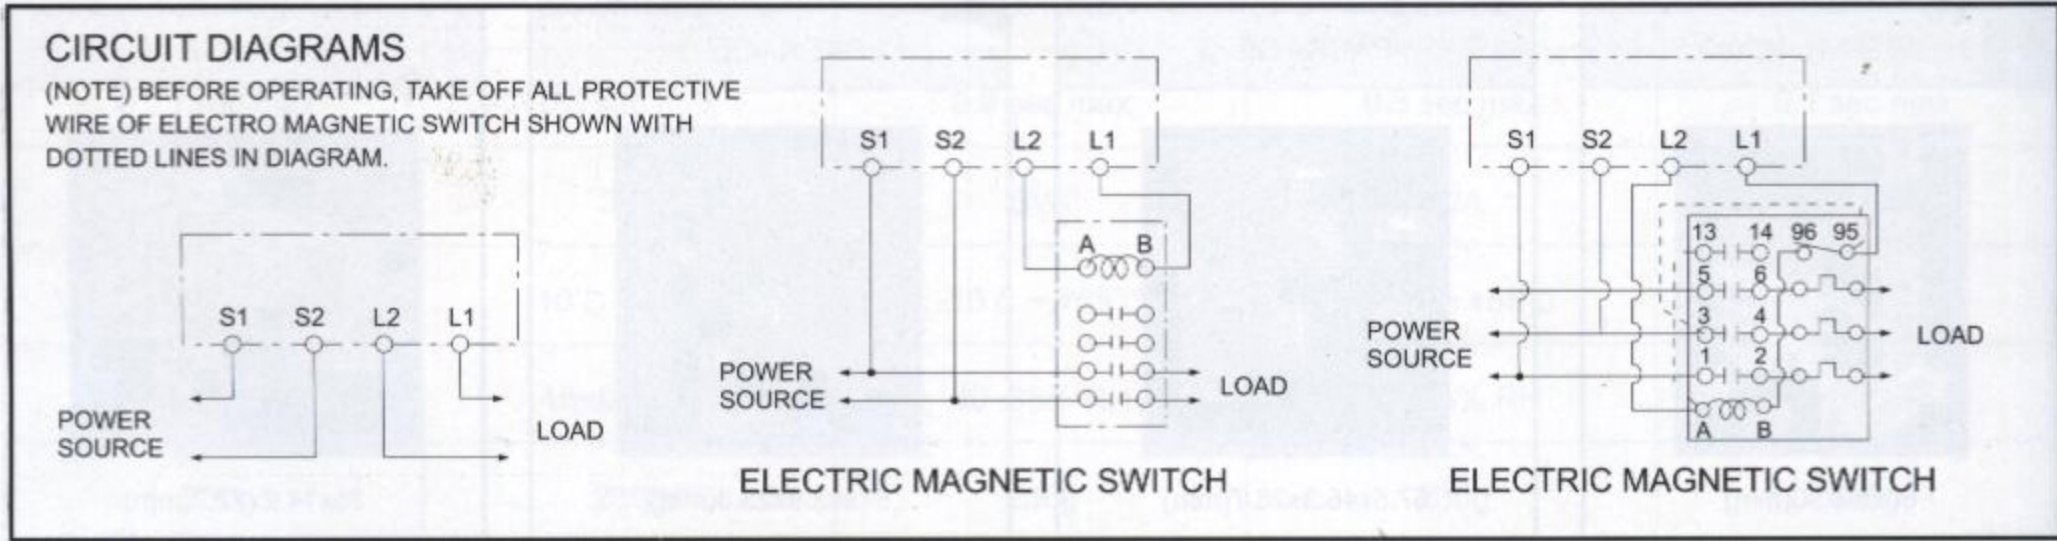 CIRCUIT DIAGRAMS
(NOTE) BEFORE OPERATING, TAKE OFF ALL PROTECTIVE
WIRE OF ELECTRO MAGNETIC SWITCH SHOWN WITH
DOTTED LINES IN DIAGRAM.
S1 S2 L2 L1
POWER
SOURCE
LOAD
S1 S2 L2 L1
A B
POWER
SOURCE
LOAD
ELECTRIC MAGNETIC SWITCH
S1 S2 L2 L1
13 14 96 95
5 6
3 4
1 2
A B
POWER
SOURCE
LOAD
ELECTRIC MAGNETIC SWITCH